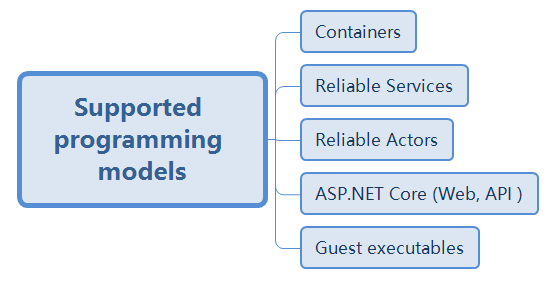 Supported
programming
models
Containers
Reliable Services
Reliable Actors
ASP.NET Core (Web, API )
Guest executables